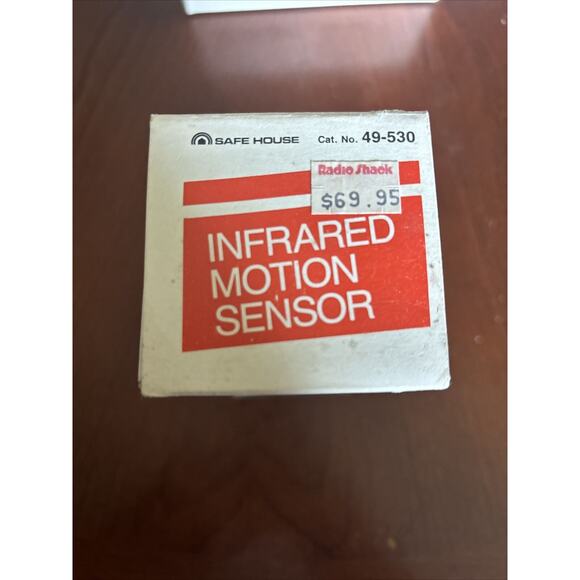 SAFE HOUSE Cat. No. 49-530
Radio Shack
$69.95
INFRARED
MOTION
SENSOR